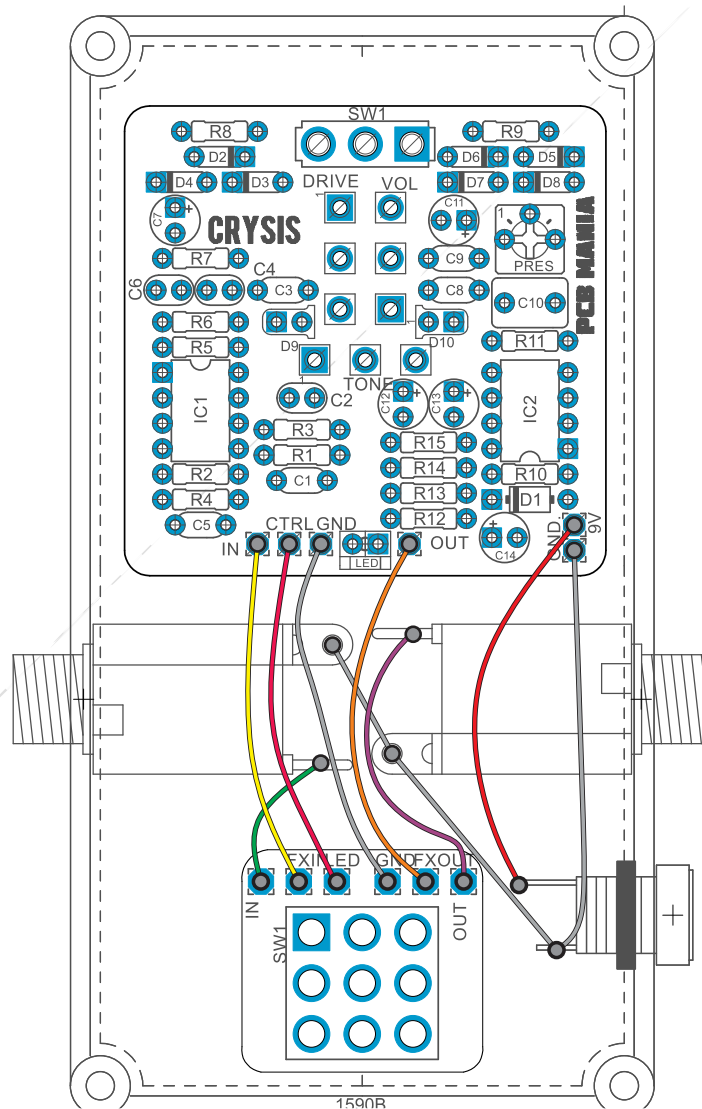 SW1
R8
R9
D2
D6
D5
D4
D3
D7
D8
DRIVE
VOL
1
C7
+
CRYSIS
C11
+
1
PRES
PCB MANIA
R7
C9
C6
C4
C3
C8
C10
R6
D9
1
D10
R5
R11
TONE
1
C2
C12
+
C13
+
IC1
IC2
R3
R15
R1
R14
R2
R10
C1
R13
R4
D1
C5
R12
CTRL
GND
IN
LED
OUT
+
C14
GND
9V
IN
FXIN
LED
GND
FXOUT
OUT
SW1
1590B